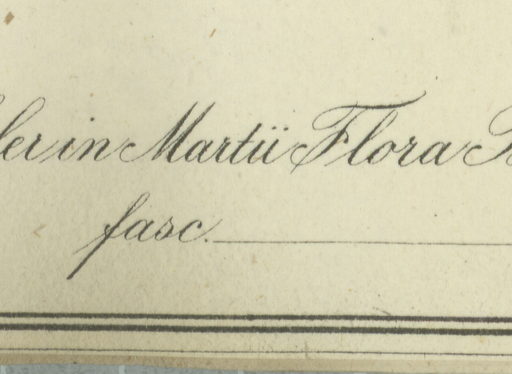 ler in Martii Flora B
fasc.